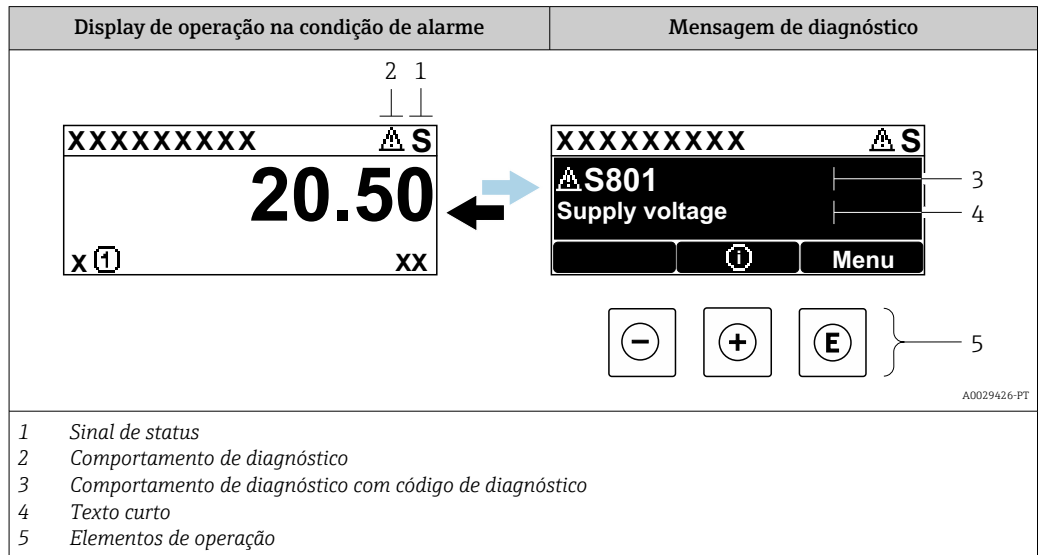 Display de operação na condição de alarme Mensagem de diagnóstico
2 1
XXXXXXXXX ⚠ S
20.50
X 1 XX
XXXXXXXXX ⚠ S
⚠S801 3
Supply voltage 4
i Menu
- + E 5
A0029426-PT
1 Sinal de status
2 Comportamento de diagnóstico
3 Comportamento de diagnóstico com código de diagnóstico
4 Texto curto
5 Elementos de operação